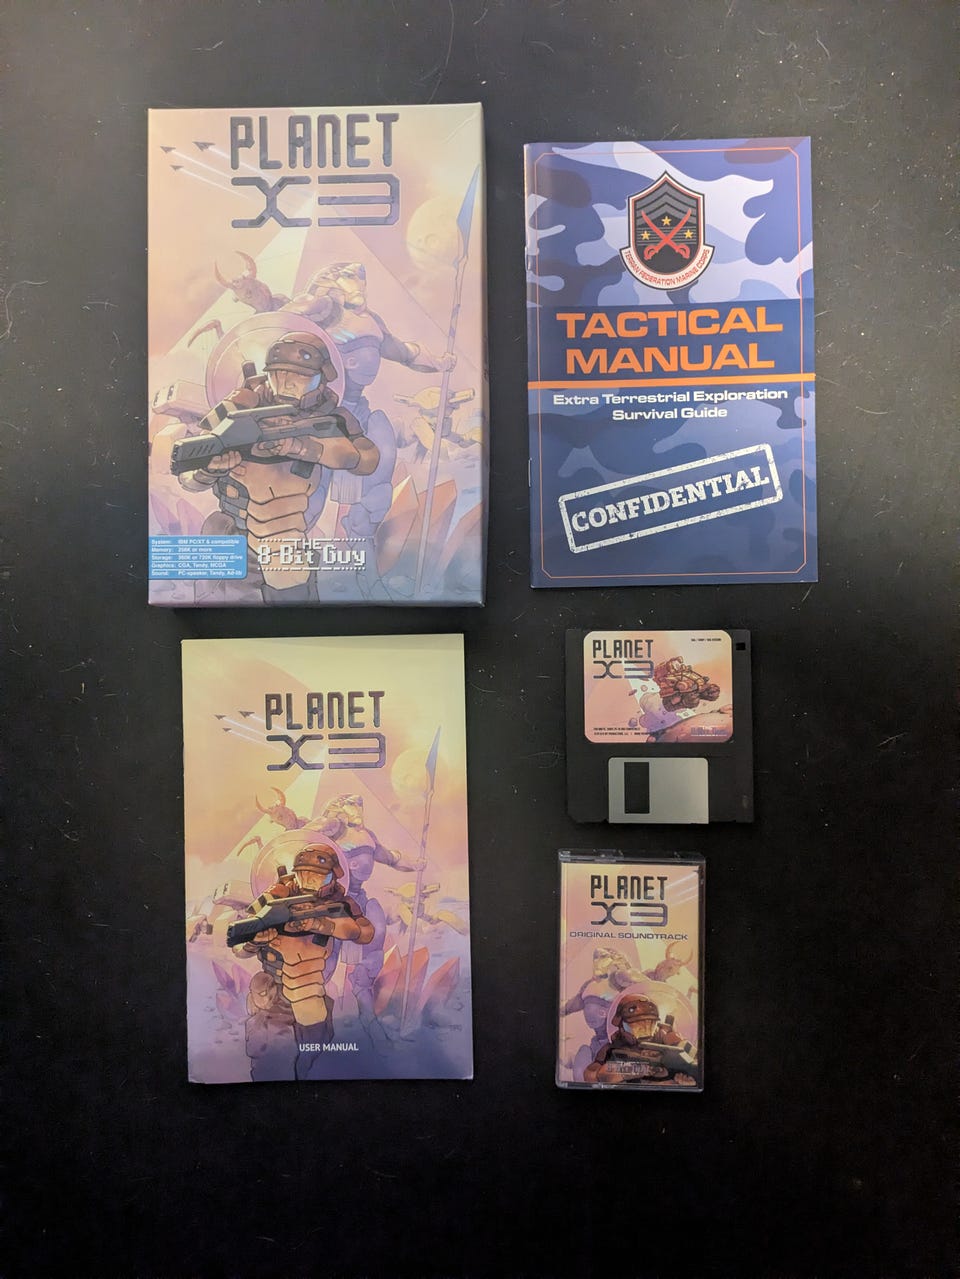 PLANET
X3
System: IBM PC/XT & compatible
Memory: 256K or more
Storage: 360K or 720K floppy drive
Graphics: CGA, Tandy, MCGA
Sound: PC-speaker, Tandy, Ad-lib
THE
8-Bit Guy
TERRAN FEDERATION MARINE CORPS
TACTICAL
MANUAL
Extra Terrestrial Exploration
Survival Guide
CONFIDENTIAL
PLANET
X3
USER MANUAL
PLANET
X3
PLANET
X3
ORIGINAL SOUNDTRACK